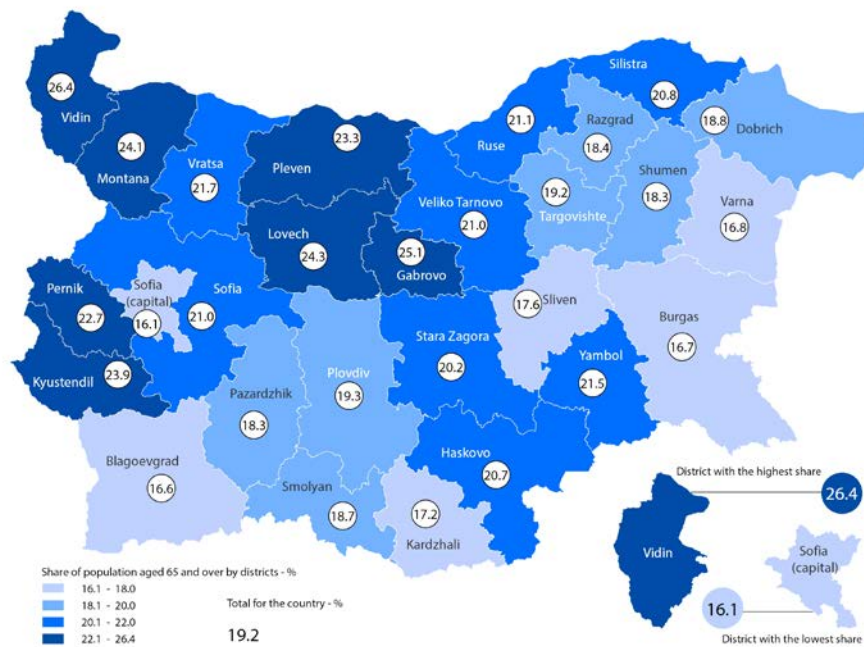 Silistra
20.8
26.4
Vidin
21.1
Ruse
Razgrad
18.4
18.8
Dobrich
23.3
Pleven
24.1
Montana
Vratsa
21.7
Shumen
18.3
19.2
Targovishte
Veliko Tarnovo
21.0
Varna
16.8
Lovech
24.3
25.1
Gabrovo
Pernik
22.7
Sofia
(capital)
16.1
Sofia
21.0
17.6
Sliven
Burgas
16.7
Stara Zagora
20.2
Yambol
21.5
Kyustendil
23.9
Plovdiv
19.3
Pazardzhik
18.3
Blagoevgrad
16.6
Haskovo
20.7
Smolyan
18.7
17.2
Kardzhali
District with the highest share
26.4
Vidin
Sofia
(capital)
16.1
District with the lowest share
Share of population aged 65 and over by districts - %
16.1 - 18.0
18.1 - 20.0
20.1 - 22.0
22.1 - 26.4
Total for the country - %
19.2